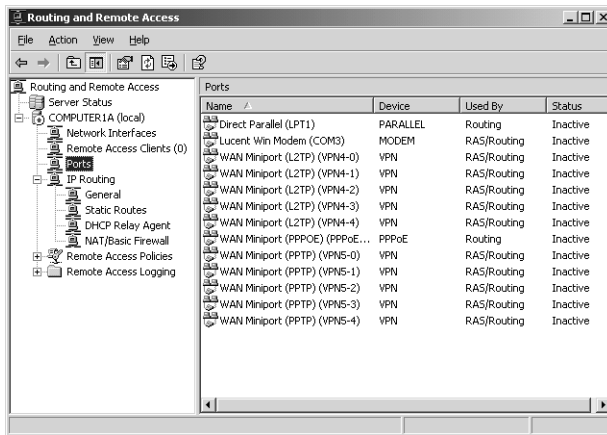 Routing and Remote Access
File Action View Help
Routing and Remote Access
Server Status
COMPUTER1A (local)
Network Interfaces
Remote Access Clients (0)
Ports
IP Routing
General
Static Routes
DHCP Relay Agent
NAT/Basic Firewall
Remote Access Policies
Remote Access Logging
Ports
Name Device Used By Status
Direct Parallel (LPT1) PARALLEL Routing Inactive
Lucent Win Modem (COM3) MODEM RAS/Routing Inactive
WAN Miniport (L2TP) (VPN4-0) VPN RAS/Routing Inactive
WAN Miniport (L2TP) (VPN4-1) VPN RAS/Routing Inactive
WAN Miniport (L2TP) (VPN4-2) VPN RAS/Routing Inactive
WAN Miniport (L2TP) (VPN4-3) VPN RAS/Routing Inactive
WAN Miniport (L2TP) (VPN4-4) VPN RAS/Routing Inactive
WAN Miniport (PPPOE) (PPPoE... PPPoE Routing Inactive
WAN Miniport (PPTP) (VPN5-0) VPN RAS/Routing Inactive
WAN Miniport (PPTP) (VPN5-1) VPN RAS/Routing Inactive
WAN Miniport (PPTP) (VPN5-2) VPN RAS/Routing Inactive
WAN Miniport (PPTP) (VPN5-3) VPN RAS/Routing Inactive
WAN Miniport (PPTP) (VPN5-4) VPN RAS/Routing Inactive